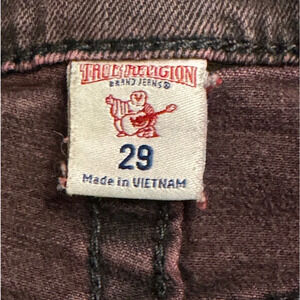 TRUE RELIGION
BRAND JEANS®
29
Made in VIETNAM